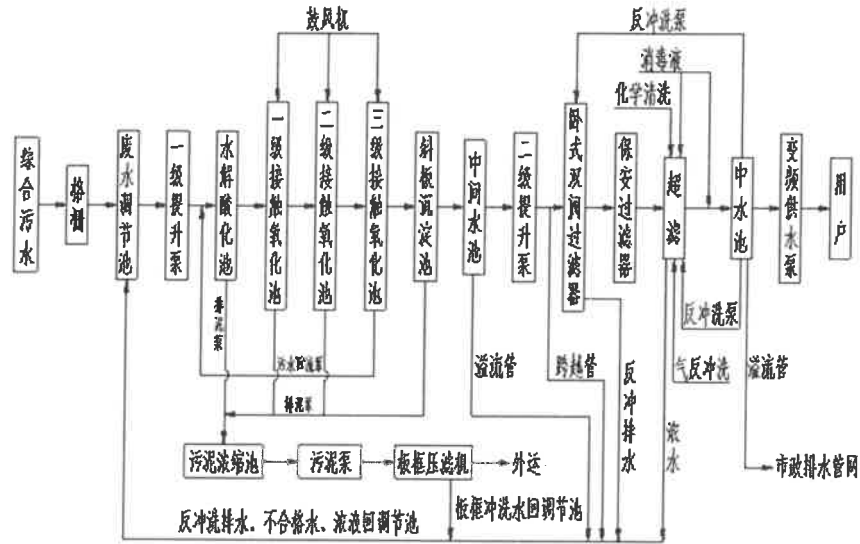 鼓风机
反冲洗泵
消毒液
化学清洗
综合污水
格栅
废水调节池
一级提升泵
水解酸化池
一级接触氧化池
二级接触氧化池
三级接触氧化池
斜板沉淀池
中间水池
二级提升泵
卧式双间过滤器
保安过滤器
超滤
中水池
变频供水泵
用户
排泥泵
污水回流泵
排泥泵
溢流管
跨越管
反冲排水
浓水
反冲洗泵
气反冲洗
溢流管
污泥浓缩池
污泥泵
板框压滤机
外运
市政排水管网
反冲洗排水、不合格水、浓液回调节池
板框冲洗水回调节池